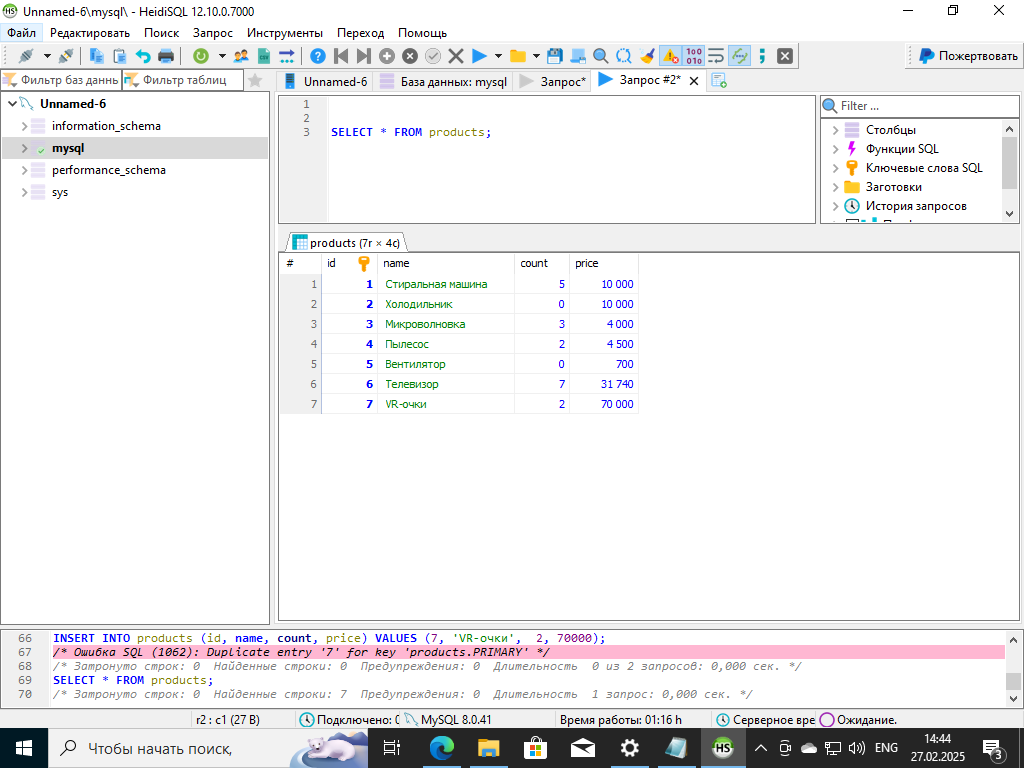 Unnamed-6\mysql\ - HeidiSQL 12.10.0.7000
Файл Редактировать Поиск Запрос Инструменты Переход Помощь
Пожертвовать
Фильтр баз данн Фильтр таблиц
Unnamed-6 База данных: mysql Запрос* Запрос #2*
Unnamed-6
information_schema
mysql
performance_schema
sys
1
2
3 SELECT * FROM products;
Filter ...
Столбцы
Функции SQL
Ключевые слова SQL
Заготовки
История запросов
products (7r × 4c)
# id name count price
1 1 Стиральная машина 5 10 000
2 2 Холодильник 0 10 000
3 3 Микроволновка 3 4 000
4 4 Пылесос 2 4 500
5 5 Вентилятор 0 700
6 6 Телевизор 7 31 740
7 7 VR-очки 2 70 000
66 INSERT INTO products (id, name, count, price) VALUES (7, 'VR-очки', 2, 70000);
67 /* Ошибка SQL (1062): Duplicate entry '7' for key 'products.PRIMARY' */
68 /* Затронуто строк: 0 Найденные строки: 0 Предупреждения: 0 Длительность 0 из 2 запросов: 0,000 сек. */
69 SELECT * FROM products;
70 /* Затронуто строк: 0 Найденные строки: 7 Предупреждения: 0 Длительность 1 запрос: 0,000 сек. */
r2 : c1 (27 B) Подключено: 0 MySQL 8.0.41 Время работы: 01:16 h Серверное вре Ожидание.
Чтобы начать поиск,
HS
ENG
14:44
27.02.2025
3